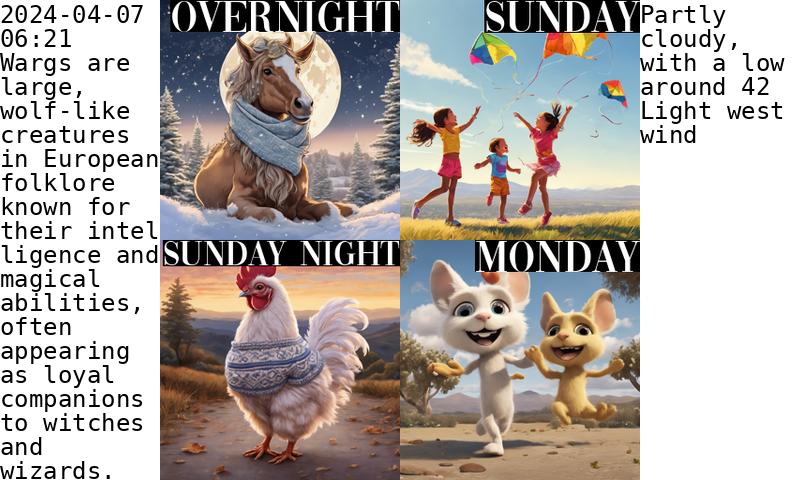 2024-04-07
06:21
Wargs are
large,
wolf-like
creatures
in European
folklore
known for
their intel
ligence and
magical
abilities,
often
appearing
as loyal
companions
to witches
and
wizards.
OVERNIGHT
SUNDAY
SUNDAY NIGHT
MONDAY
Partly
cloudy,
with a low
around 42
Light west
wind